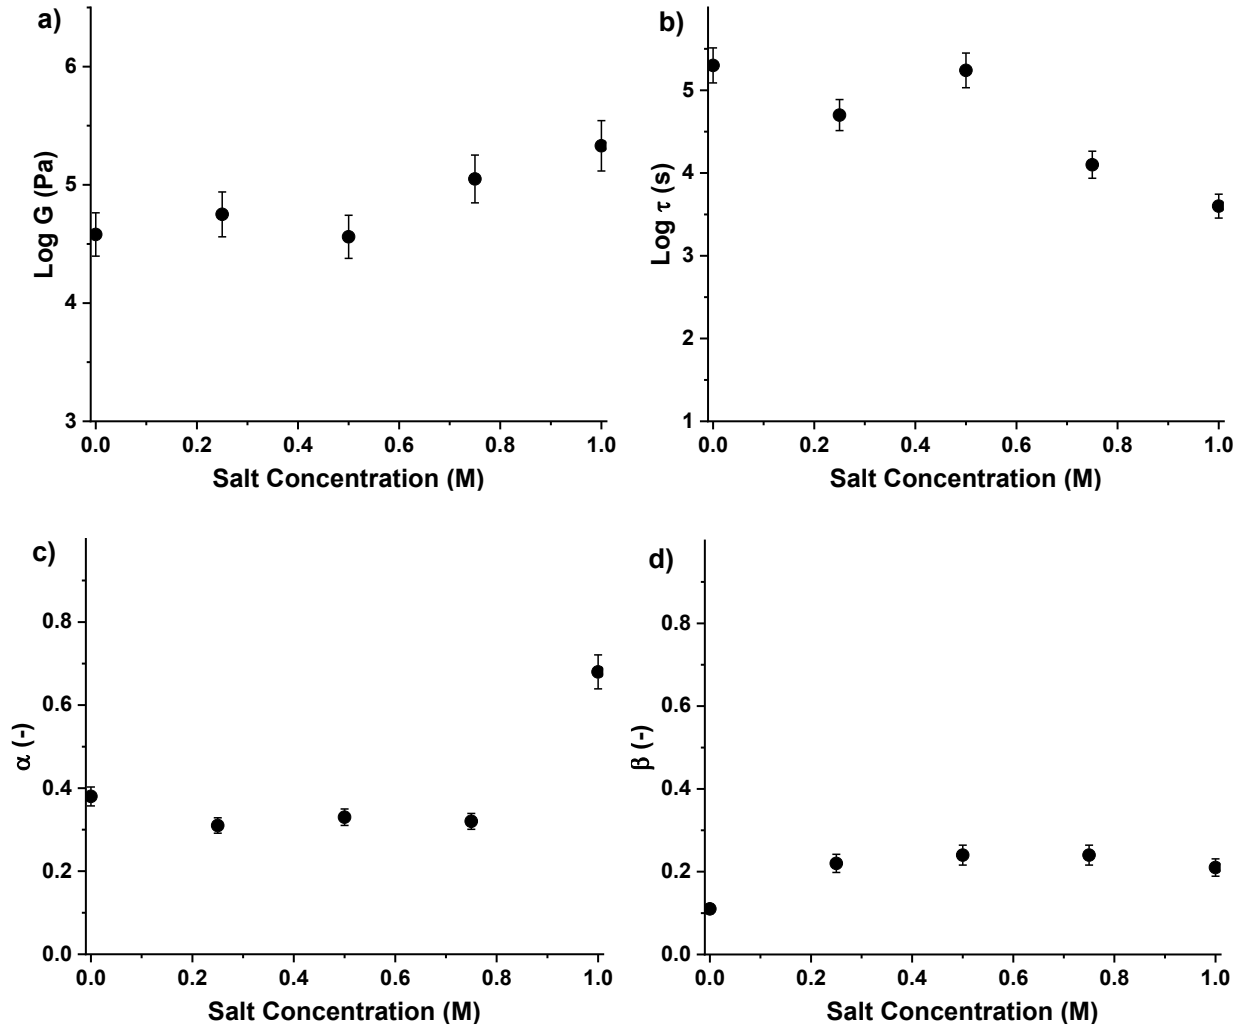 a)
6
5
4
3
Log G (Pa)
0.0 0.2 0.4 0.6 0.8 1.0
Salt Concentration (M)
b)
5
4
3
2
1
Log τ (s)
0.0 0.2 0.4 0.6 0.8 1.0
Salt Concentration (M)
c)
0.8
0.6
0.4
0.2
0.0
α (-)
0.0 0.2 0.4 0.6 0.8 1.0
Salt Concentration (M)
d)
0.8
0.6
0.4
0.2
0.0
β (-)
0.0 0.2 0.4 0.6 0.8 1.0
Salt Concentration (M)